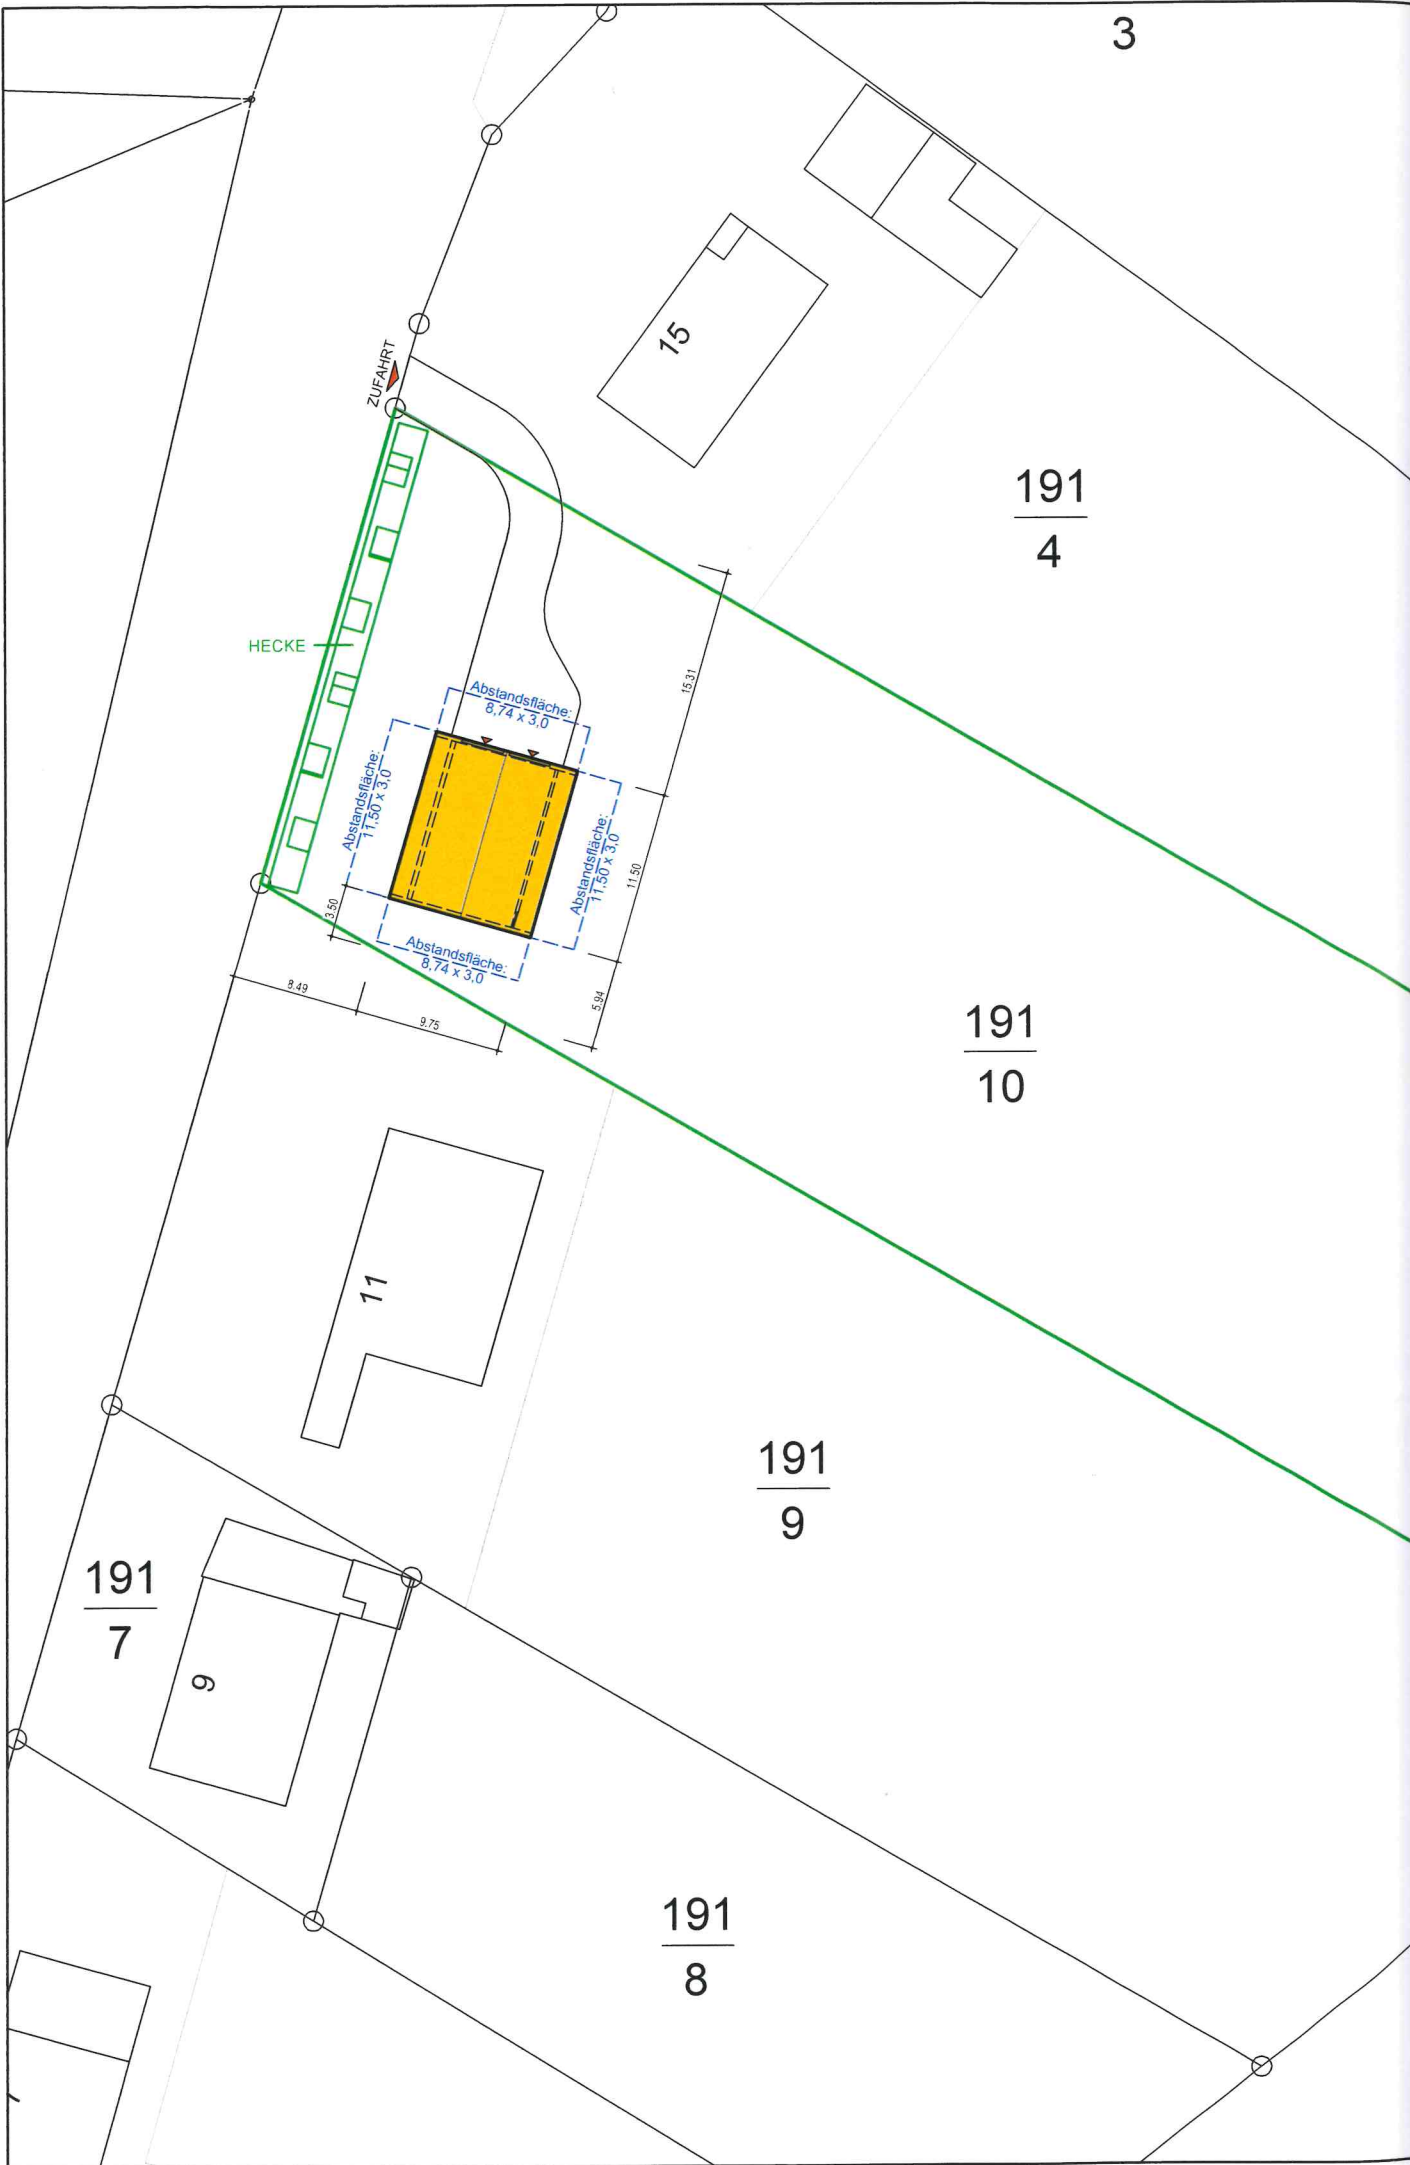 3
15
ZUFAHRT
191
4
HECKE
15.31
Abstandsfläche:
8,74 x 3,0
Abstandsfläche:
11,50 x 3,0
Abstandsfläche:
11,50 x 3,0
11.50
3.50
Abstandsfläche:
8,74 x 3,0
8.49
9.75
5.94
191
10
11
191
9
191
7
9
191
8